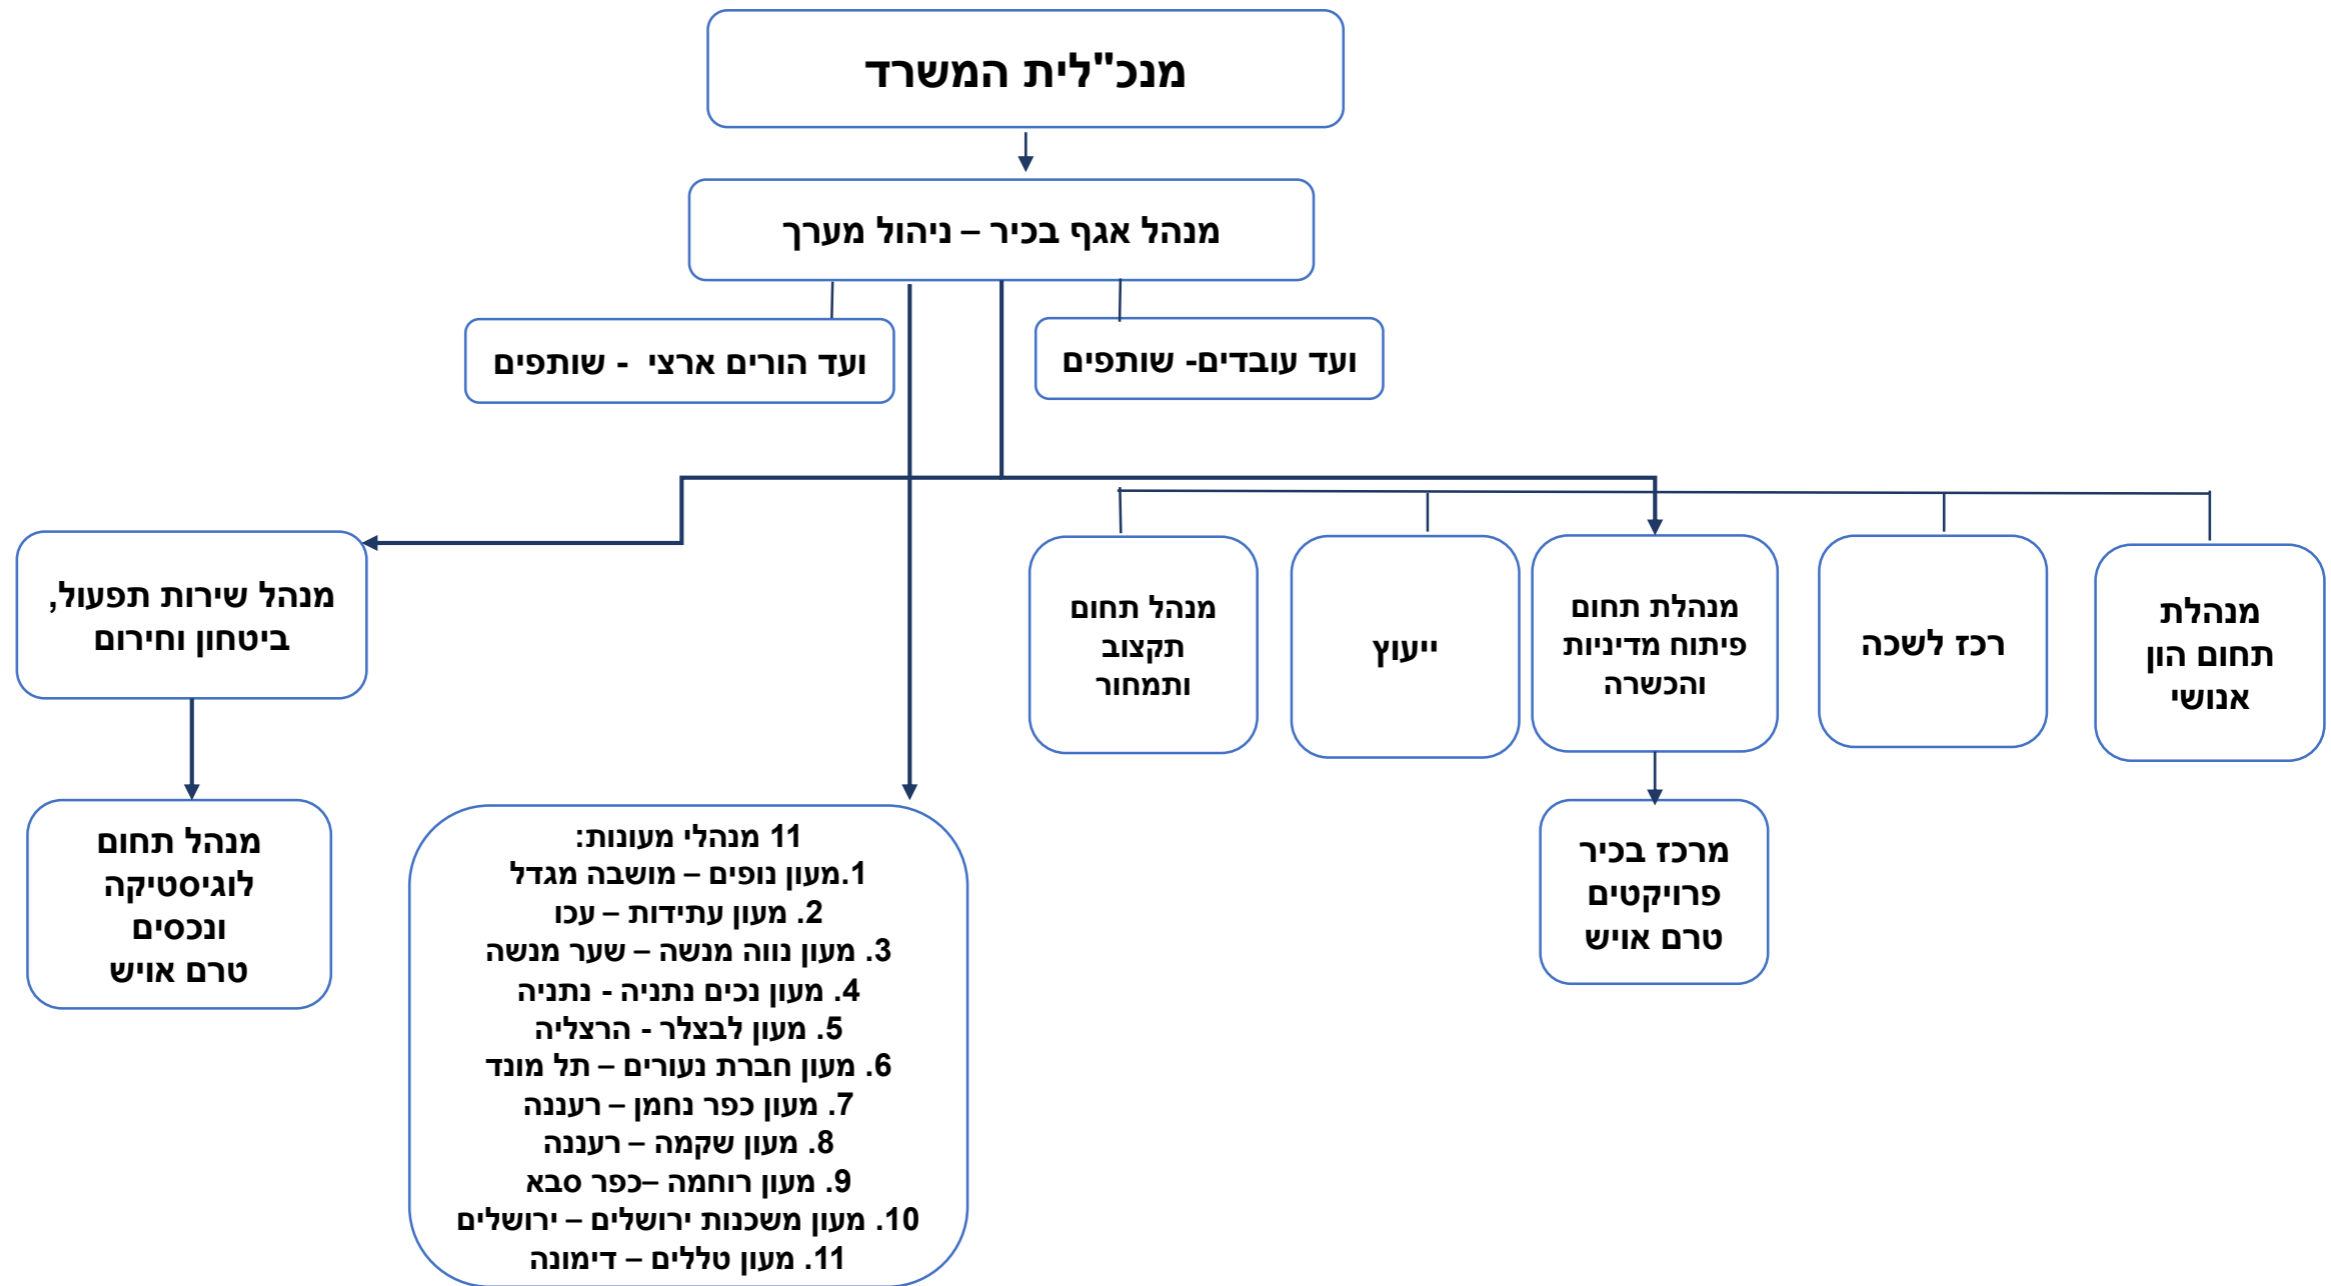 מנכ"לית המשרד
מנהל אגף בכיר – ניהול מערך
ועד עובדים- שותפים
ועד הורים ארצי - שותפים
מנהלת
תחום הון
אנושי
רכז לשכה
מנהלת תחום
פיתוח מדיניות
והכשרה
ייעוץ
מנהל תחום
תקצוב
ותמחור
מנהל שירות תפעול,
ביטחון וחירום
מרכז בכיר
פרויקטים
טרם אויש
11 מנהלי מעונות:
1.מעון נופים – מושבה מגדל
2. מעון עתידות – עכו
3. מעון נווה מנשה – שער מנשה
4. מעון נכים נתניה - נתניה
5. מעון לבצלר - הרצליה
6. מעון חברת נעורים – תל מונד
7. מעון כפר נחמן – רעננה
8. מעון שקמה – רעננה
9. מעון רוחמה –כפר סבא
10. מעון משכנות ירושלים – ירושלים
11. מעון טללים – דימונה
מנהל תחום
לוגיסטיקה
ונכסים
טרם אויש